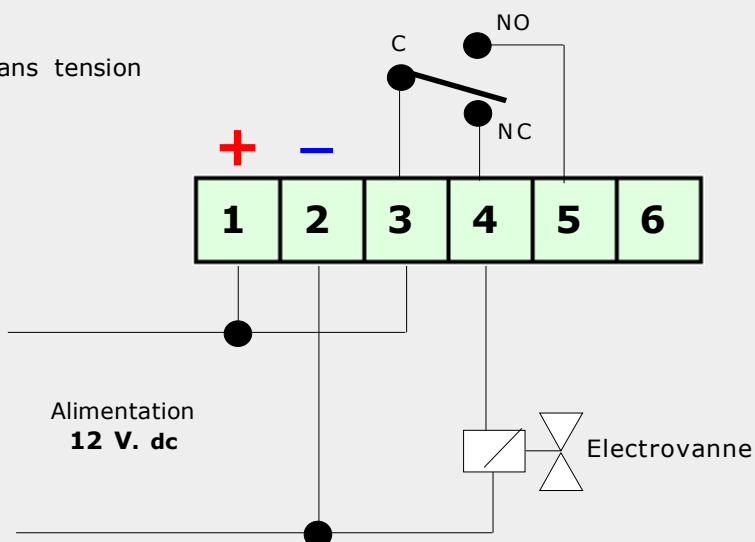 NO
C
ans tension
NC
+ −
1 2 3 4 5 6
Alimentation
12 V. dc
Electrovanne